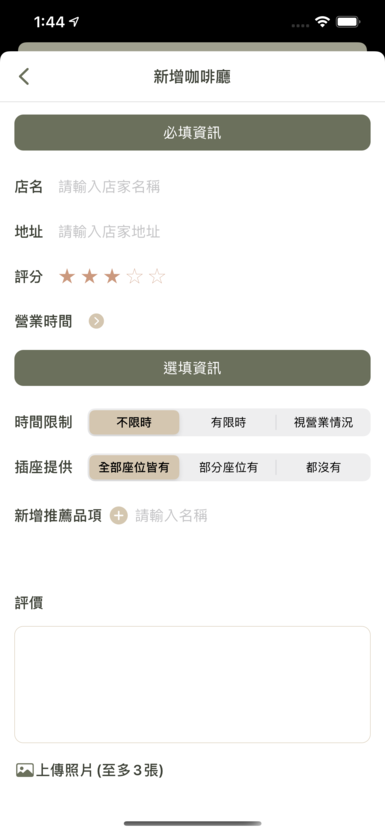 1:44
新增咖啡廳
必填資訊
店名 請輸入店家名稱
地址 請輸入店家地址
評分
營業時間
選填資訊
時間限制 不限時 有限時 視營業情況
插座提供 全部座位皆有 部分座位有 都沒有
新增推薦品項 請輸入名稱
評價
上傳照片(至多3張)